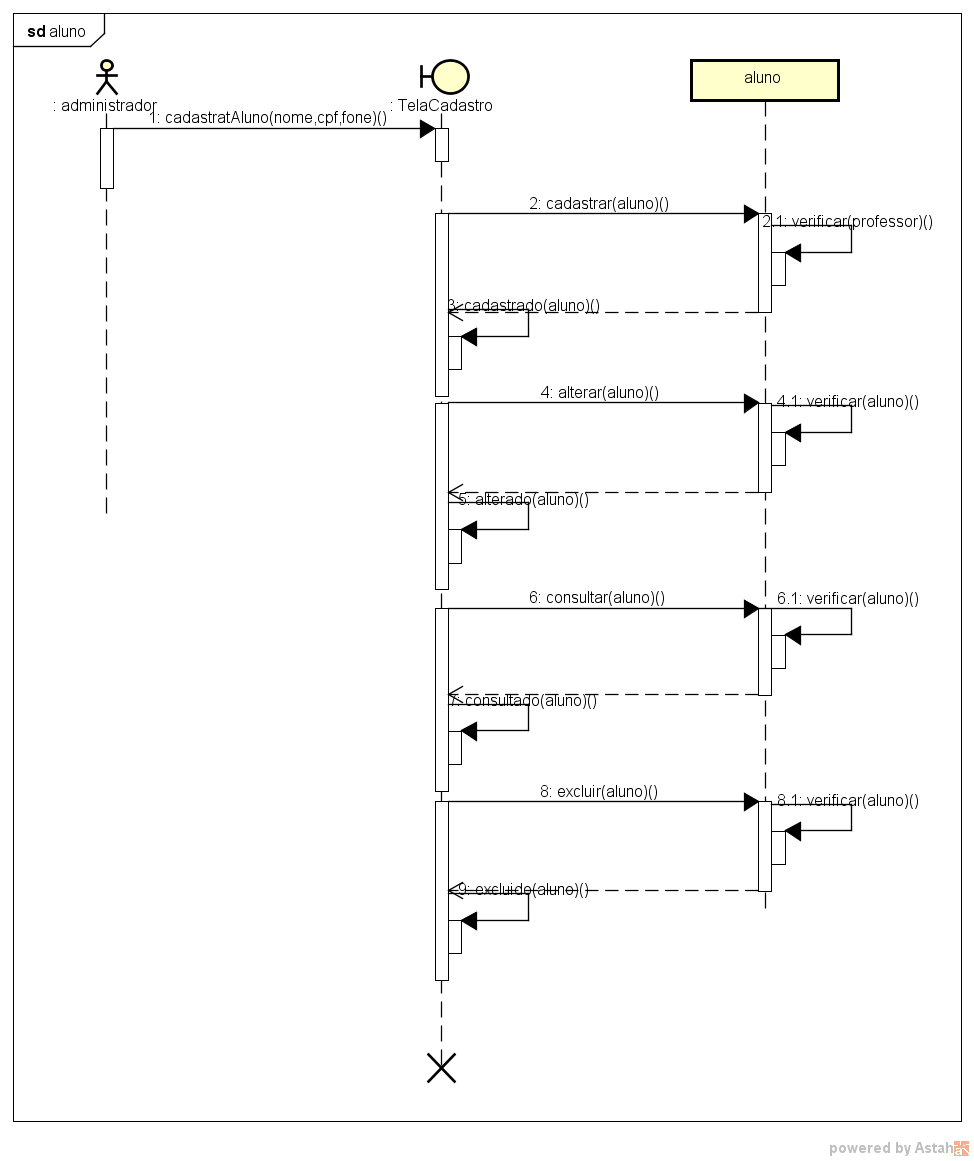 sd aluno
: administrador
: TelaCadastro
aluno
1: cadastratAluno(nome,cpf,fone)()
2: cadastrar(aluno)()
2.1: verificar(professor)()
3: cadastrado(aluno)()
4: alterar(aluno)()
4.1: verificar(aluno)()
5: alterado(aluno)()
6: consultar(aluno)()
6.1: verificar(aluno)()
7: consultado(aluno)()
8: excluir(aluno)()
8.1: verificar(aluno)()
9: excluido(aluno)()
powered by Astah